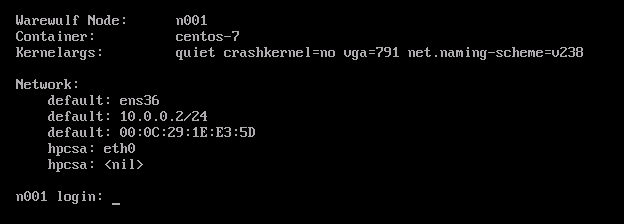 Warewulf Node:      n001
Container:          centos-7
Kernelargs:         quiet crashkernel=no vga=791 net.naming-scheme=v238
Network:
    default: ens36
    default: 10.0.0.2/24
    default: 00:0C:29:1E:E3:5D
    hpcsa: eth0
    hpcsa: <nil>
n001 login: _